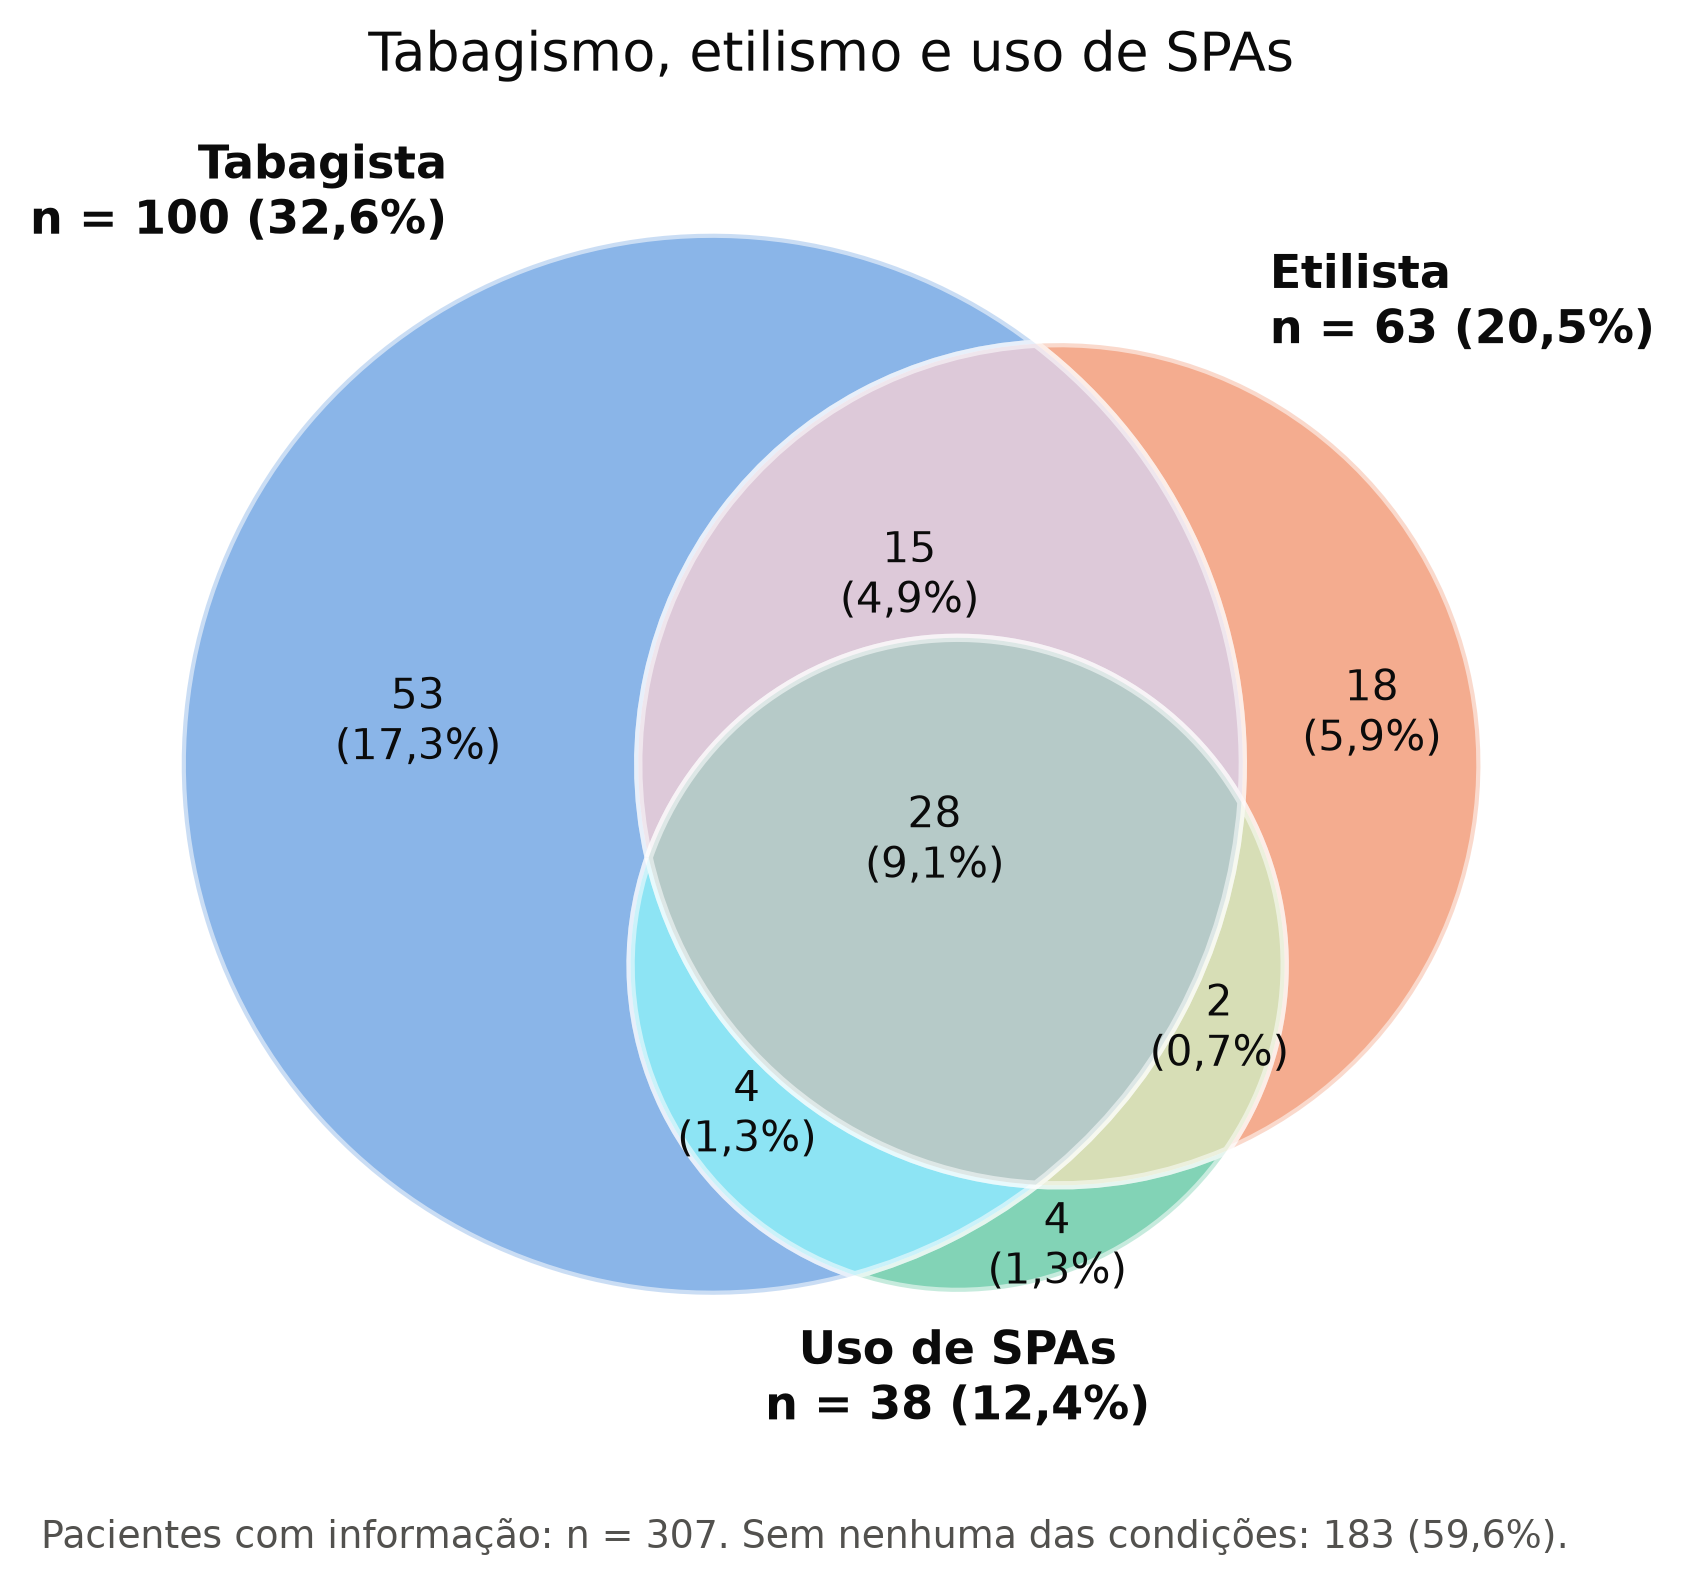 Tabagismo, etilismo e uso de SPAs
Tabagista
n = 100 (32,6%)
Etilista
n = 63 (20,5%)
15
(4,9%)
53
(17,3%)
18
(5,9%)
28
(9,1%)
2
(0,7%)
4
(1,3%)
4
(1,3%)
Uso de SPAs
n = 38 (12,4%)
Pacientes com informação: n = 307. Sem nenhuma das condições: 183 (59,6%).